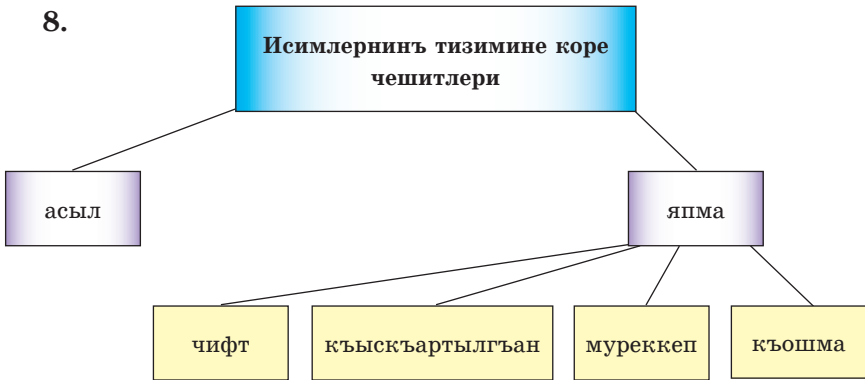 8.
Исимлернинъ тизимине коре
чешитлери
асыл
япма
чифт
къыскъартылгъан
муреккеп
къошма